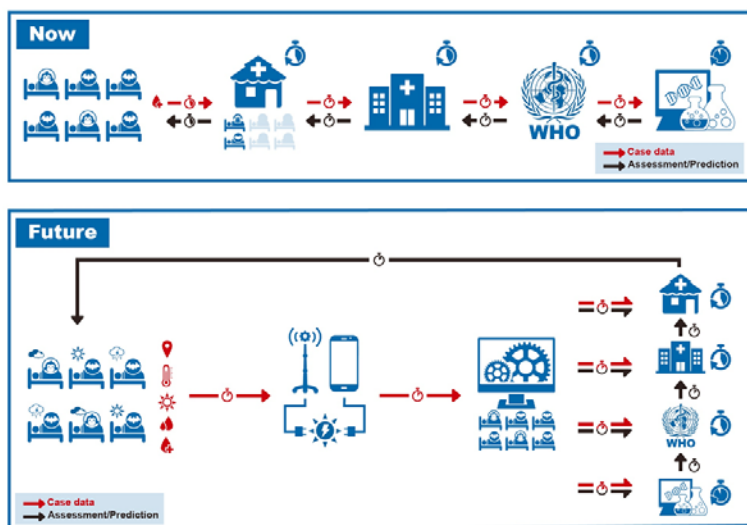 Now
WHO
Case data
Assessment/Prediction
Future
WHO
Case data
Assessment/Prediction